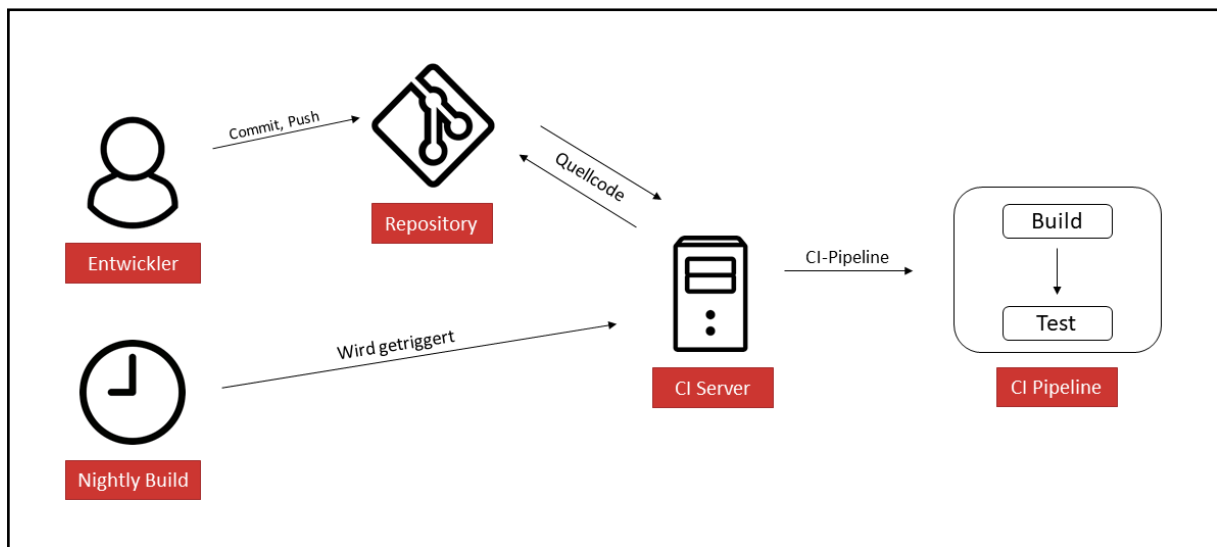 Commit, Push
Entwickler
Repository
Quellcode
Wird getriggert
Nightly Build
CI Server
CI-Pipeline
Build
Test
CI Pipeline